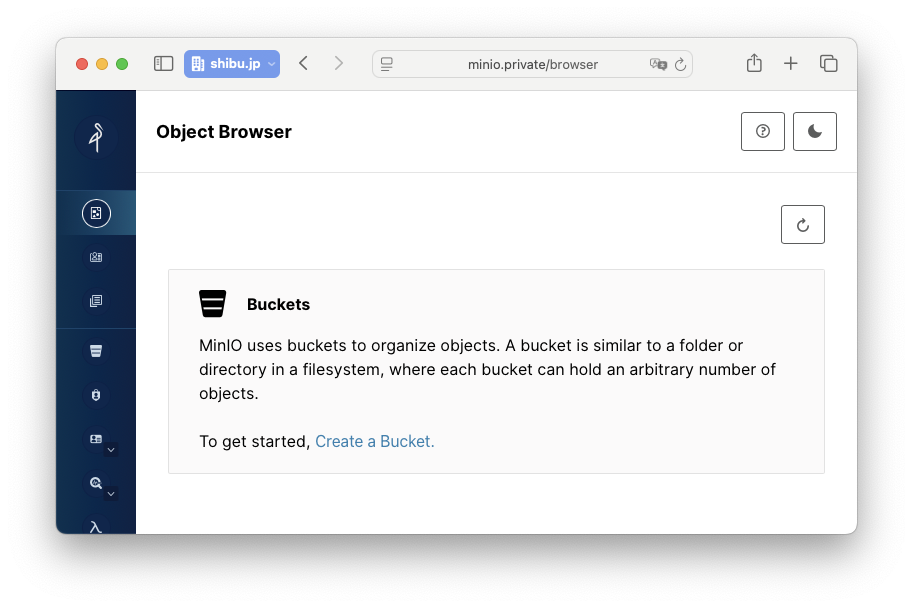 shibu.jp
minio.private/browser
Object Browser
Buckets
MinIO uses buckets to organize objects. A bucket is similar to a folder or
directory in a filesystem, where each bucket can hold an arbitrary number of
objects.
To get started, Create a Bucket.